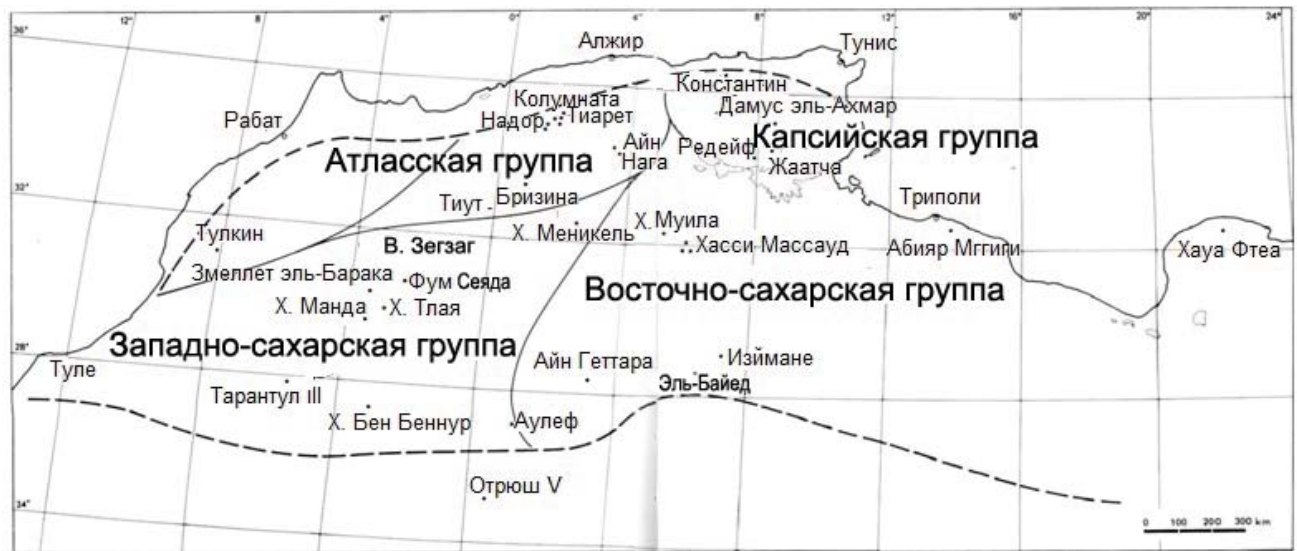 12° 8° 4° 0° 4° 8° 12° 16° 20° 24°
36°
Алжир
Тунис
Константин
Колумната
Дамус эль-Ахмар
Рабат
Надор
Тиарет
Капсийская группа
Атласская группа
Айн
Нага
Редейф
Жаатча
32°
Бризина
Тиут
Триполи
Х. Муила
Тулкин
В. Зегзаг
Х. Меникель
Хасси Массауд
Абияр Мггиги
Хауа Фтеа
Змеллет эль-Барака
Фум Сеяда
Восточно-сахарская группа
Х. Манда
Х. Тлая
Западно-сахарская группа
28°
Туле
Айн Геттара
Изймане
Эль-Байед
Тарантул ıll
Х. Бен Беннур
Аулеф
Отрюш V
24°
0 100 200 300 km